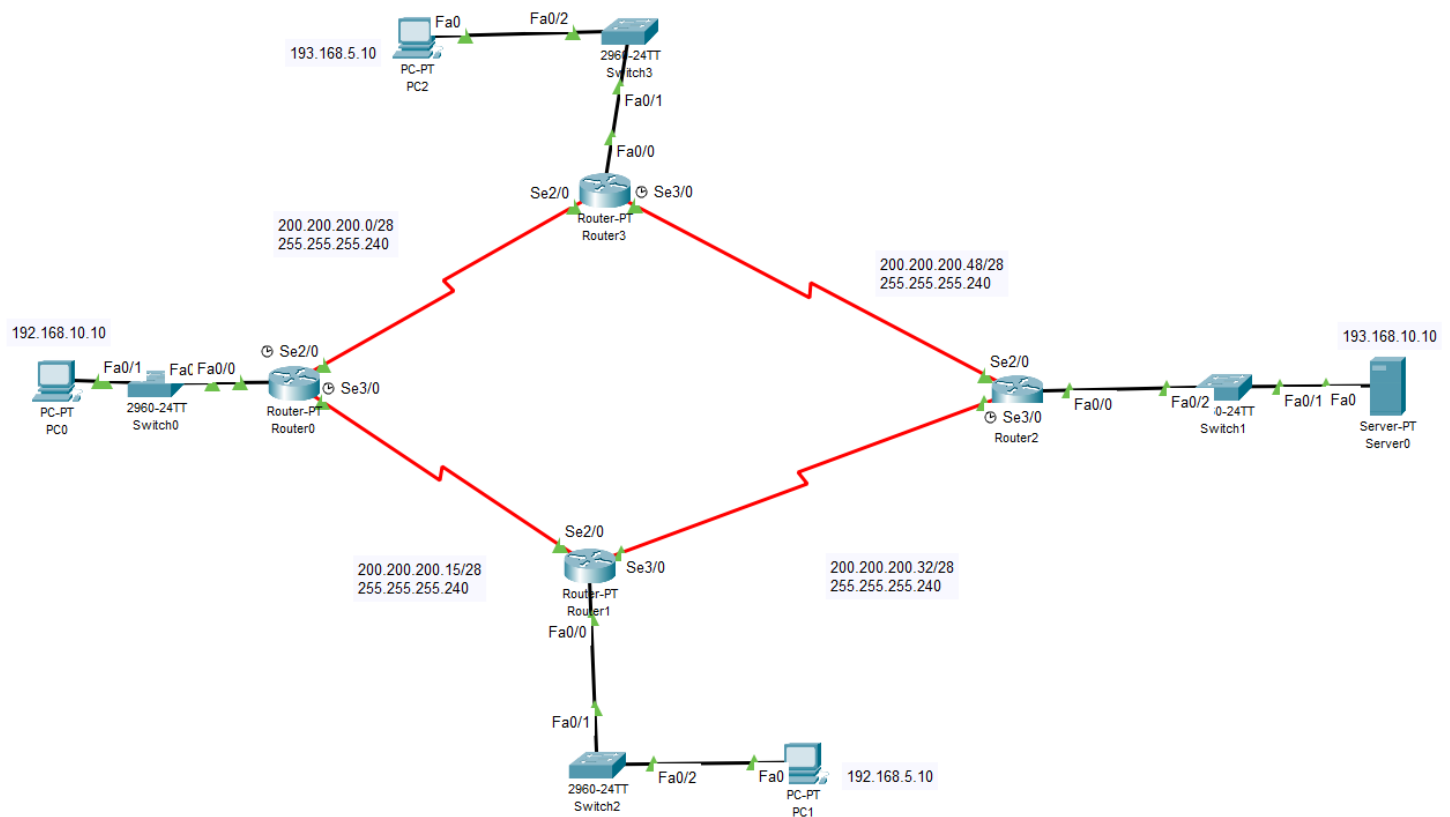 Fa0
Fa0/2
193.168.5.10
PC-PT
PC2
2960-24TT
Switch3
Fa0/1
Fa0/0
Se2/0
Se3/0
Router-PT
Router3
200.200.200.0/28
255.255.255.240
200.200.200.48/28
255.255.255.240
192.168.10.10
Fa0/1
Fa0/0
PC-PT
PC0
2960-24TT
Switch0
Se2/0
Se3/0
Router-PT
Router0
193.168.10.10
Se2/0
Fa0/0
Se3/0
Router2
Fa0/2
Fa0/1
Fa0
0-24TT
Switch1
Server-PT
Server0
200.200.200.15/28
255.255.255.240
Se2/0
Se3/0
Router-PT
Router1
Fa0/0
200.200.200.32/28
255.255.255.240
Fa0/1
2960-24TT
Switch2
Fa0/2
Fa0
PC-PT
PC1
192.168.5.10